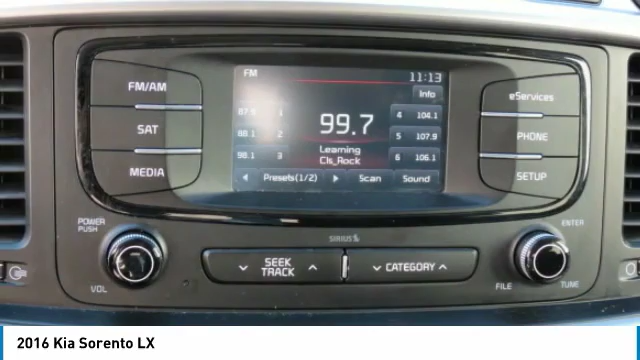 FM
11:13
Info
FM/AM
SAT
MEDIA
87.5 1
88.1 2
98.1 3
99.7
Learning
Cls_Rock
4 104.1
5 107.9
6 106.1
Presets(1/2)
Scan
Sound
eServices
PHONE
SETUP
POWER
PUSH
VOL
SIRIUS
SEEK
TRACK
CATEGORY
ENTER
FILE
TUNE
2016 Kia Sorento LX